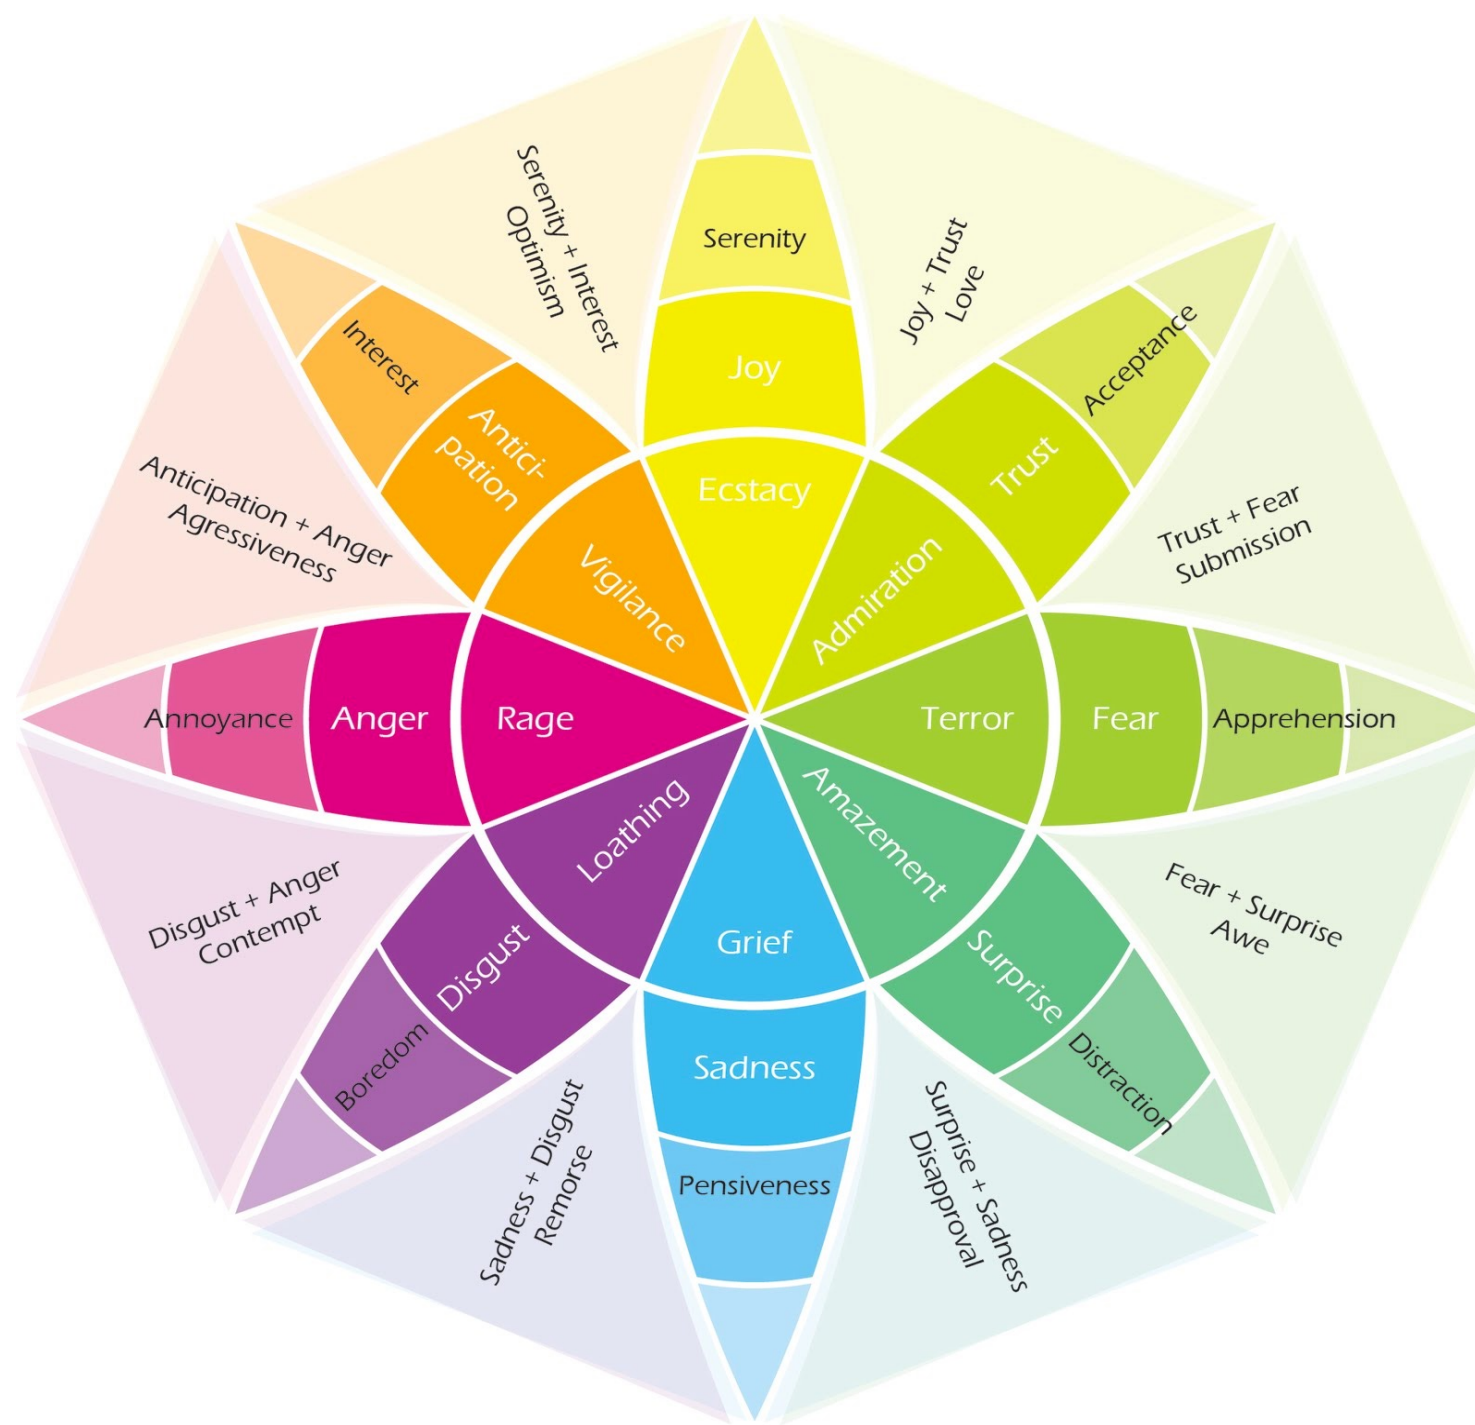 Serenity + Interest
Optimism
Serenity
Joy
Ecstacy
Joy + Trust
Love
Acceptance
Trust
Admiration
Trust + Fear
Submission
Terror
Fear
Apprehension
Fear + Surprise
Awe
Amazement
Surprise
Distraction
Surprise + Sadness
Disapproval
Grief
Sadness
Pensiveness
Sadness + Disgust
Remorse
Loathing
Disgust
Boredom
Disgust + Anger
Contempt
Annoyance
Anger
Rage
Anticipation + Anger
Agressiveness
Interest
Antici-
pation
Vigilance